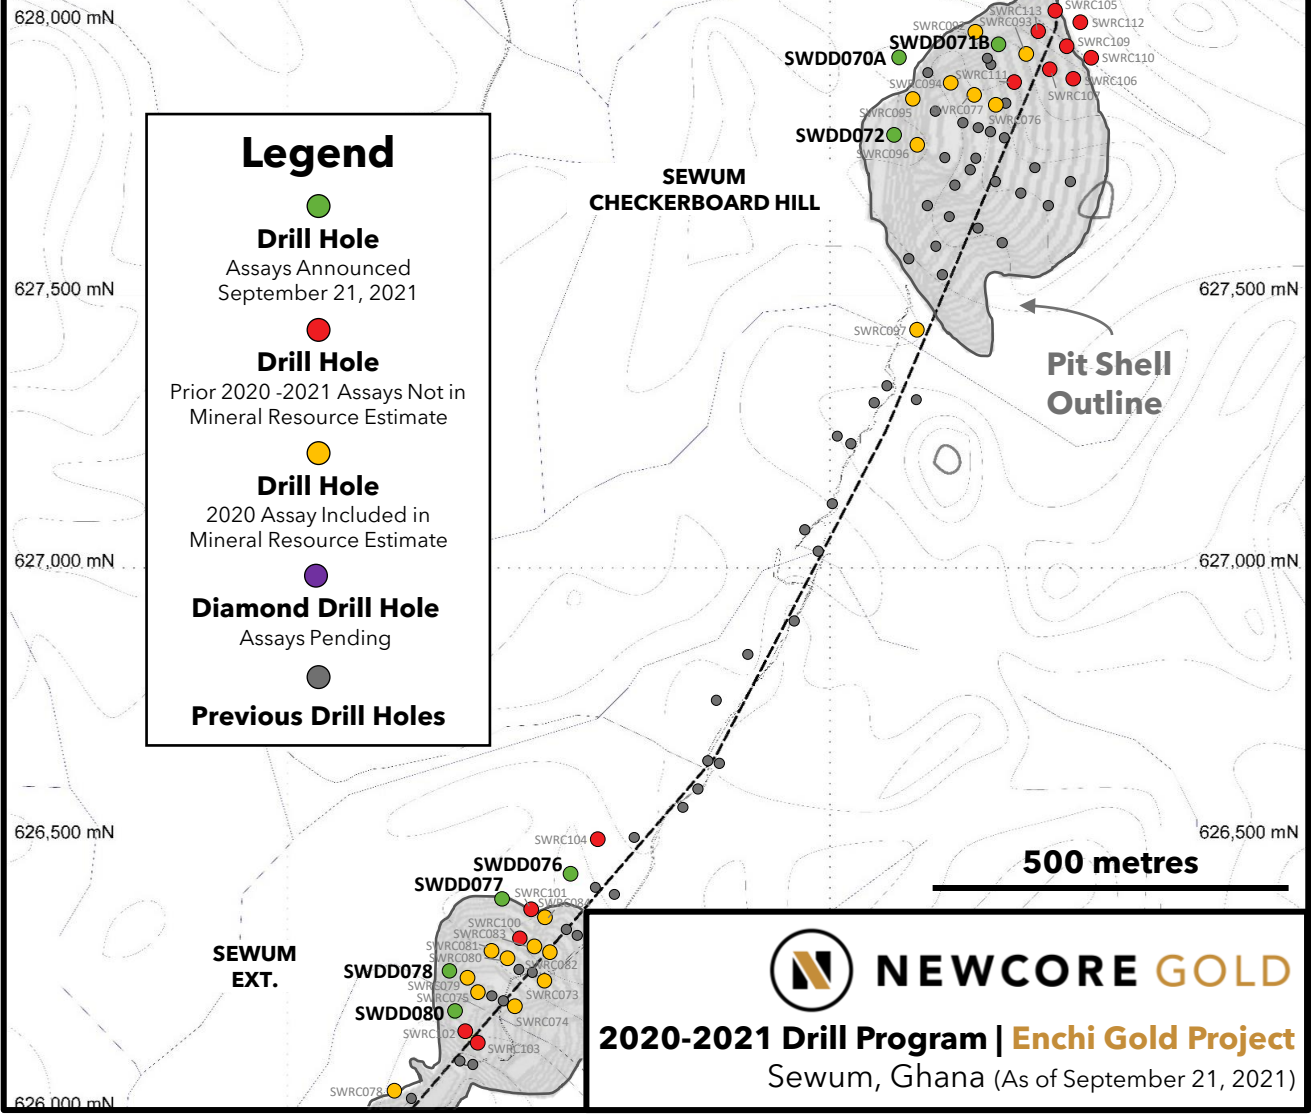 628,000 mN
SWRC105
SWRC113
SWRC112
SWRC092
SWRC093
SWDD071B
SWRC109
SWDD070A
SWRC110
SWRC111
SWRC106
SWRC094
SWRC107
SWRC095
SWRC077
SWRC076
SWDD072
SWRC096
SEWUM
CHECKERBOARD HILL
Legend
Drill Hole
Assays Announced
September 21, 2021
Drill Hole
Prior 2020 -2021 Assays Not in
Mineral Resource Estimate
Drill Hole
2020 Assay Included in
Mineral Resource Estimate
Diamond Drill Hole
Assays Pending
Previous Drill Holes
627,500 mN
627,500 mN
SWRC097
Pit Shell
Outline
627,000 mN
627,000 mN
626,500 mN
626,500 mN
SWRC104
500 metres
SWDD076
SWDD077
SWRC101
SWRC084
SWRC100
SWRC083
SWRC081
SWRC080
SWRC082
SEWUM
EXT.
SWDD078
SWRC079
SWRC075
SWRC073
SWDD080
SWRC074
SWRC102
SWRC103
SWRC078
626,000 mN
NEWCORE GOLD
2020-2021 Drill Program | Enchi Gold Project
Sewum, Ghana (As of September 21, 2021)